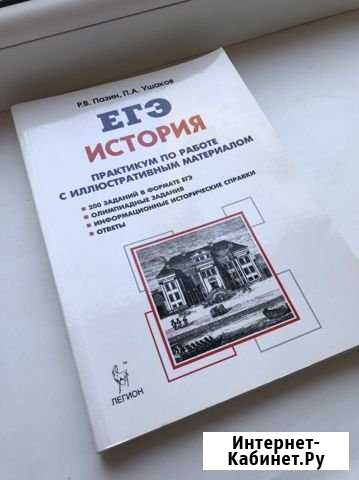 Р.В. Пазин, П.А. Ушаков
ЕГЭ
ИСТОРИЯ
ПРАКТИКУМ ПО РАБОТЕ
С ИЛЛЮСТРАТИВНЫМ МАТЕРИАЛОМ
200 ЗАДАНИЙ В ФОРМАТЕ ЕГЭ
ОЛИМПИАДНЫЕ ЗАДАНИЯ
ИНФОРМАЦИОННЫЕ ИСТОРИЧЕСКИЕ СПРАВКИ
ОТВЕТЫ
ЛЕГИОН
Интернет-
Кабинет.Ру